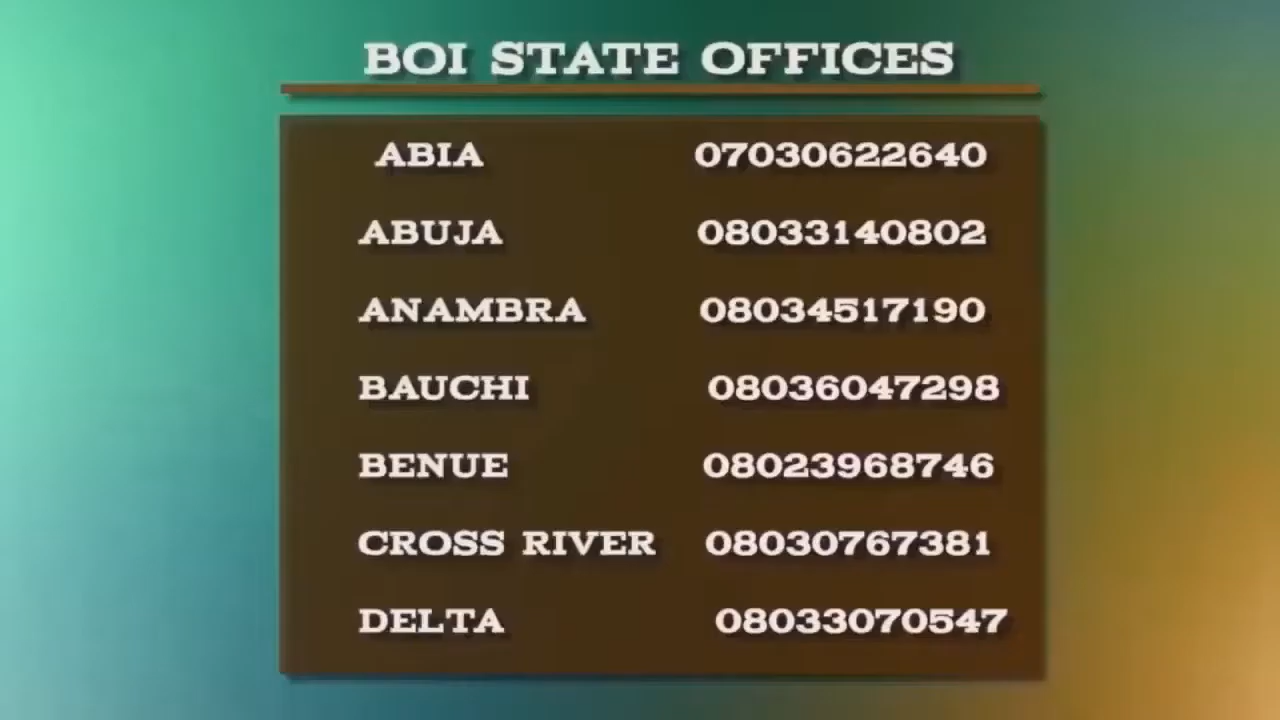 BOI STATE OFFICES
ABIA 07030622640
ABUJA 08033140802
ANAMBRA 08034517190
BAUCHI 08036047298
BENUE 08023968746
CROSS RIVER 08030767381
DELTA 08033070547